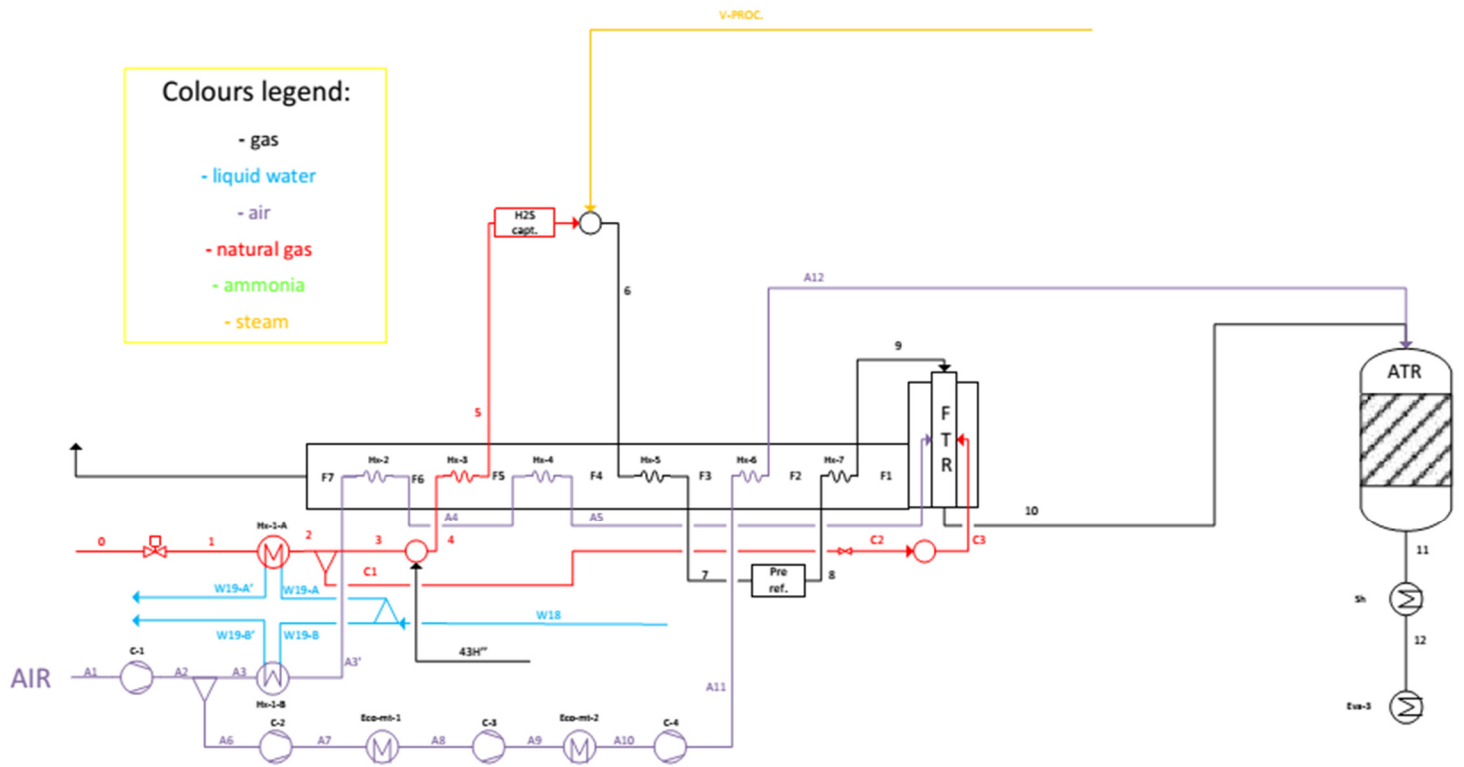 V-PROC.
Colours legend:
- gas
- liquid water
- air
- natural gas
- ammonia
- steam
H2S
capt.
6
A12
9
ATR
5
F
T
R
Hx-2
Hx-3
Hx-4
Hx-5
Hx-6
Hx-7
F7
F6
F5
F4
F3
F2
F1
A4
A5
10
Hx-1-A
0
1
2
3
4
C1
C2
C3
11
7
Pre
ref.
8
W19-A'
W19-A
Sh
W18
W19-B'
W19-B
12
43H''
C-1
A3'
AIR
A1
A2
A3
A11
Hx-1-B
Eva-3
C-2
Eco-mt-1
C-3
Eco-mt-2
C-4
A6
A7
A8
A9
A10